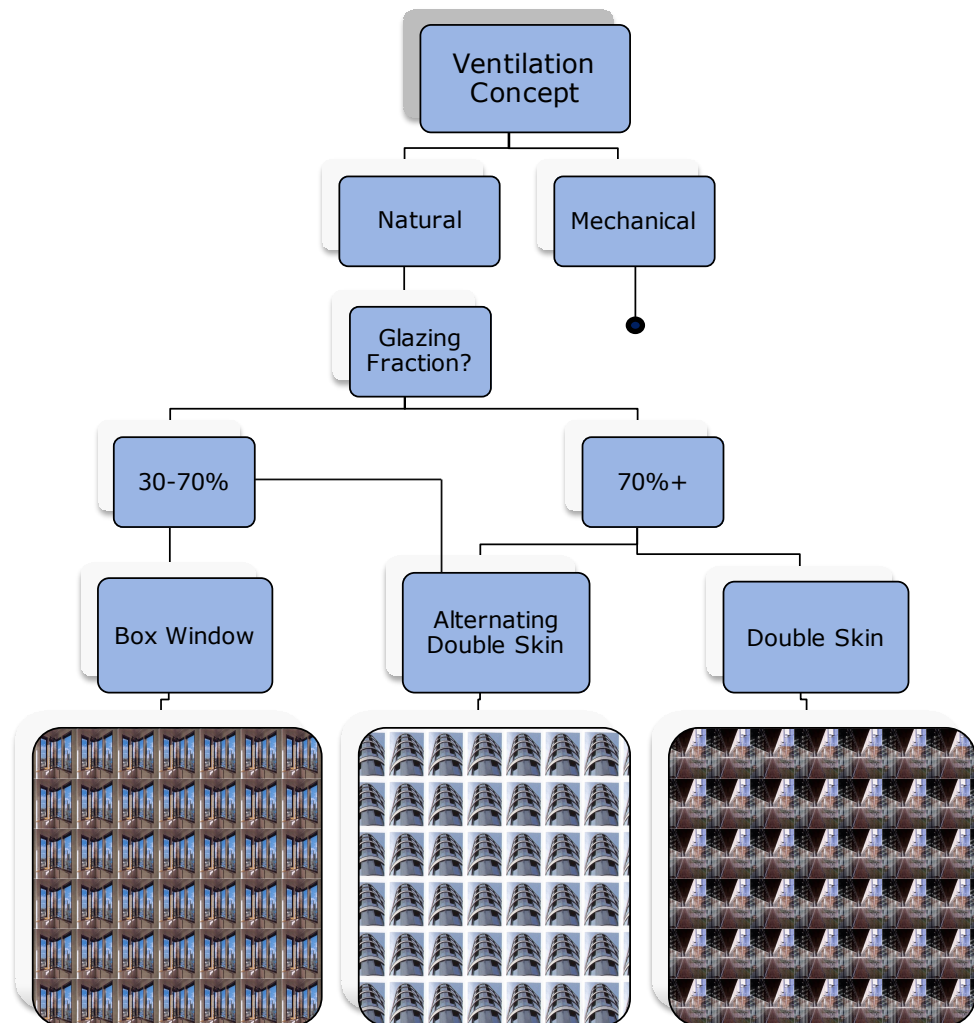 Ventilation
Concept
Natural
Mechanical
Glazing
Fraction?
30-70%
70%+
Box Window
Alternating
Double Skin
Double Skin